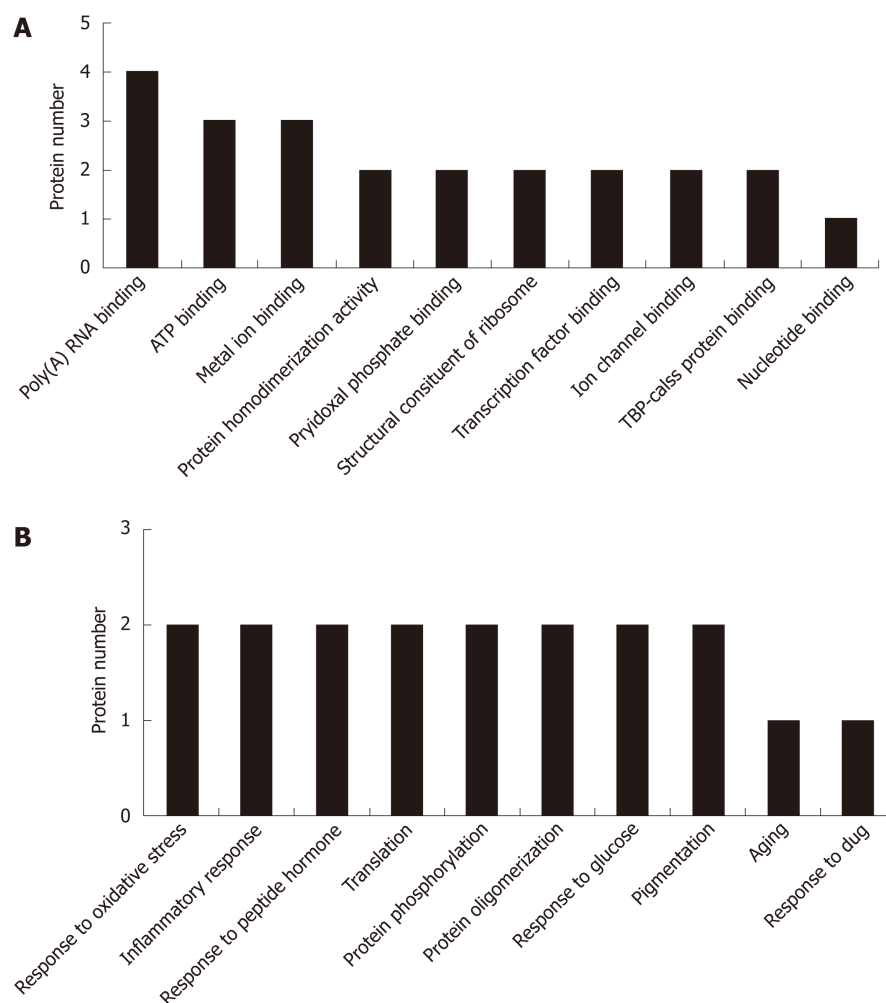 A
Protein number
5
4
3
2
1
0
Poly(A) RNA binding
ATP binding
Metal ion binding
Protein homodimerization activity
Pryidoxal phosphate binding
Structural consituent of ribosome
Transcription factor binding
Ion channel binding
TBP-calss protein binding
Nucleotide binding
B
Protein number
3
2
1
0
Response to oxidative stress
Inflammatory response
Response to peptide hormone
Translation
Protein phosphorylation
Protein oligomerization
Response to glucose
Pigmentation
Aging
Response to dug